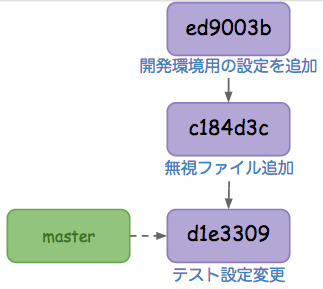 ed9003b
開発環境用の設定を追加
c184d3c
無視ファイル追加
master
d1e3309
テスト設定変更